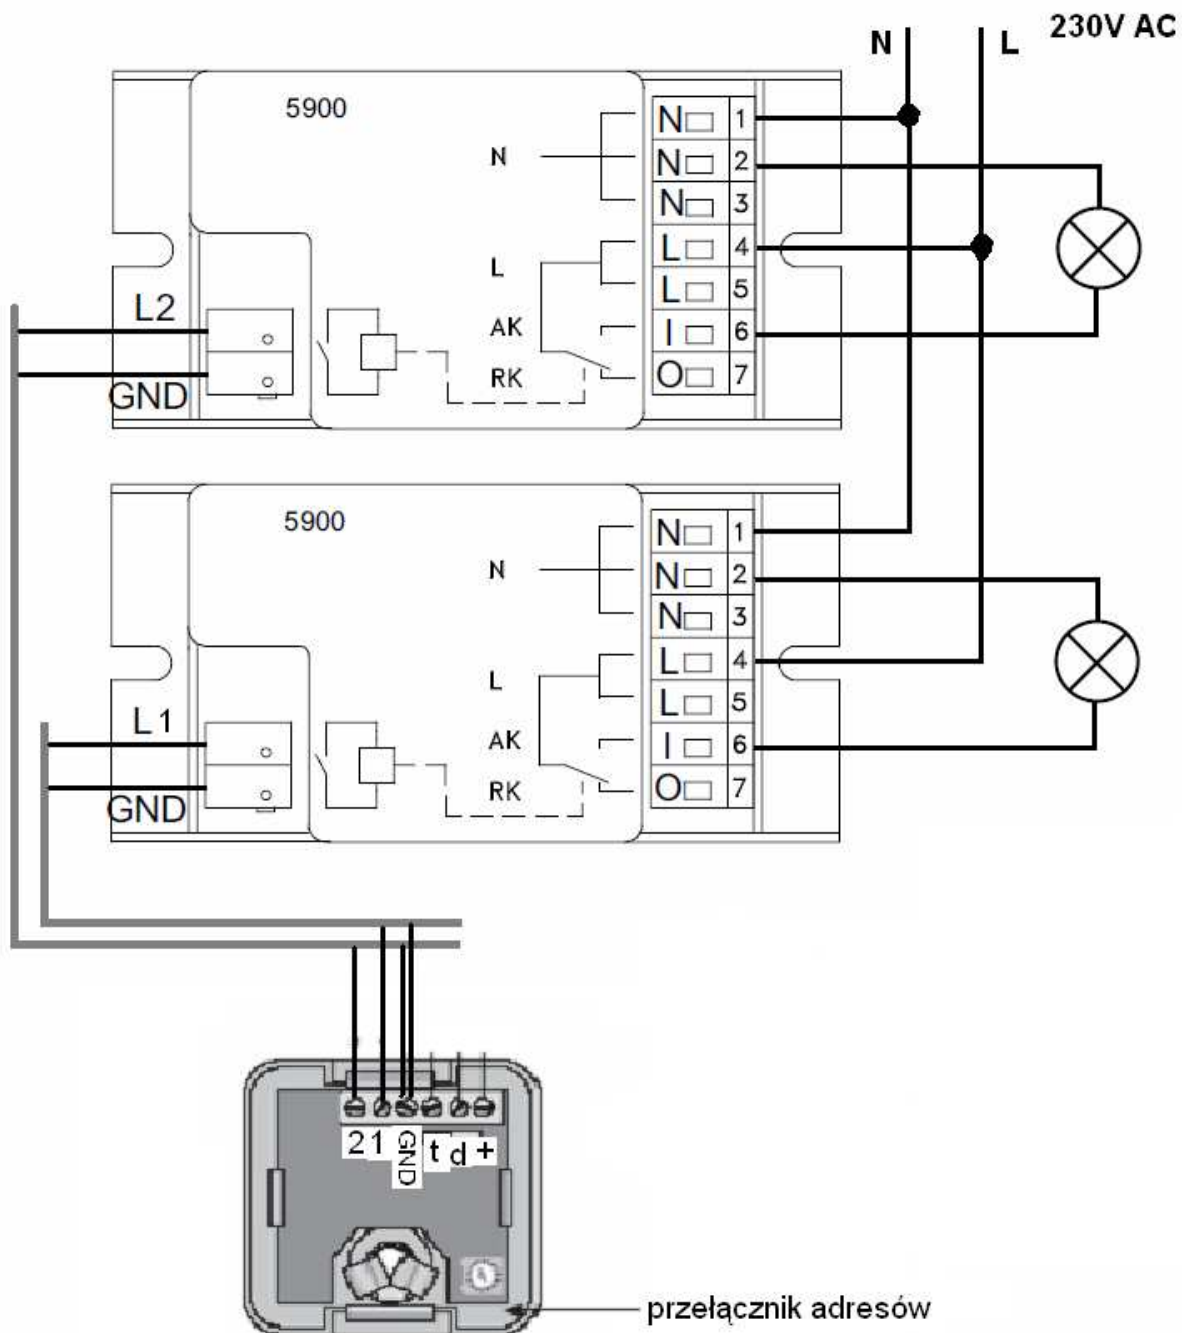 230V AC
N L
5900
N
L
AK
RK
N 1
N 2
N 3
L 4
L 5
I 6
O 7
L2
GND
5900
N
L
AK
RK
N 1
N 2
N 3
L 4
L 5
I 6
O 7
L1
GND
2 1 GND t d +
przełącznik adresów